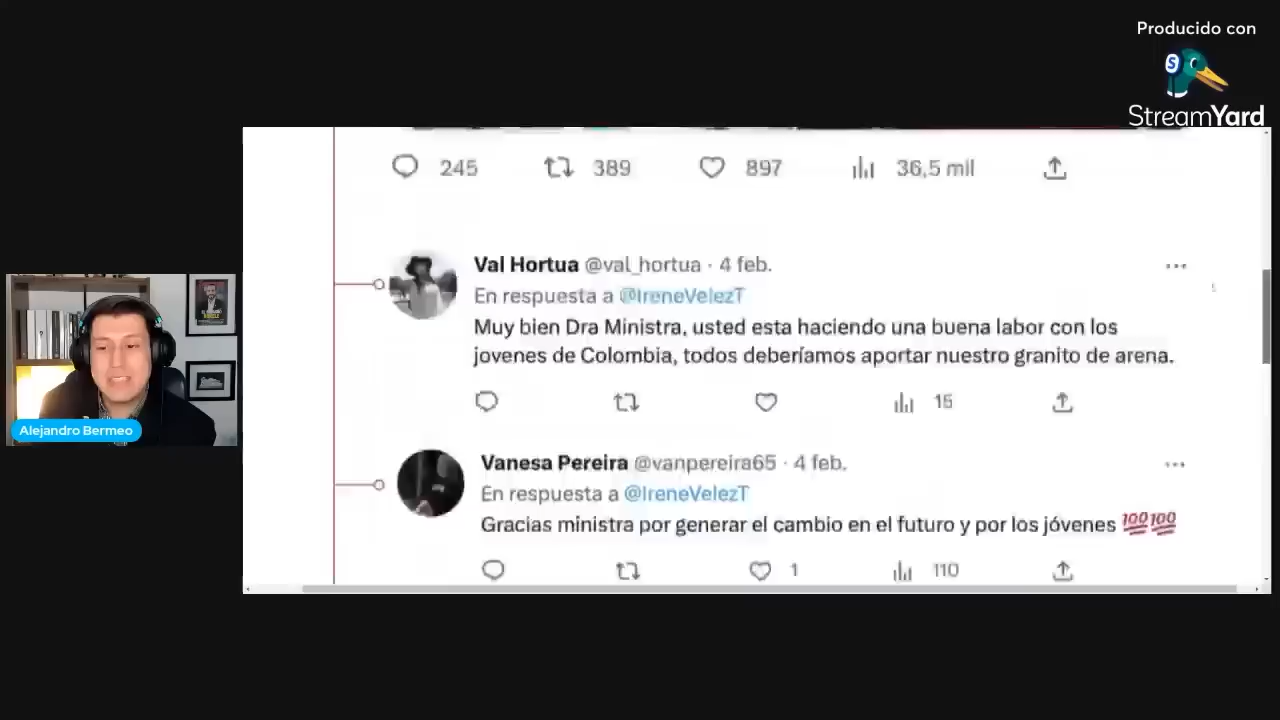 Producido con
StreamYard
245 389 897 36,5 mil
Val Hortua @val_hortua · 4 feb.
En respuesta a @IreneVelezT
Muy bien Dra Ministra, usted esta haciendo una buena labor con los
jovenes de Colombia, todos deberíamos aportar nuestro granito de arena.
15
Alejandro Bermeo
Vanesa Pereira @vanpereira65 · 4 feb.
En respuesta a @IreneVelezT
Gracias ministra por generar el cambio en el futuro y por los jóvenes 💯💯
1 110